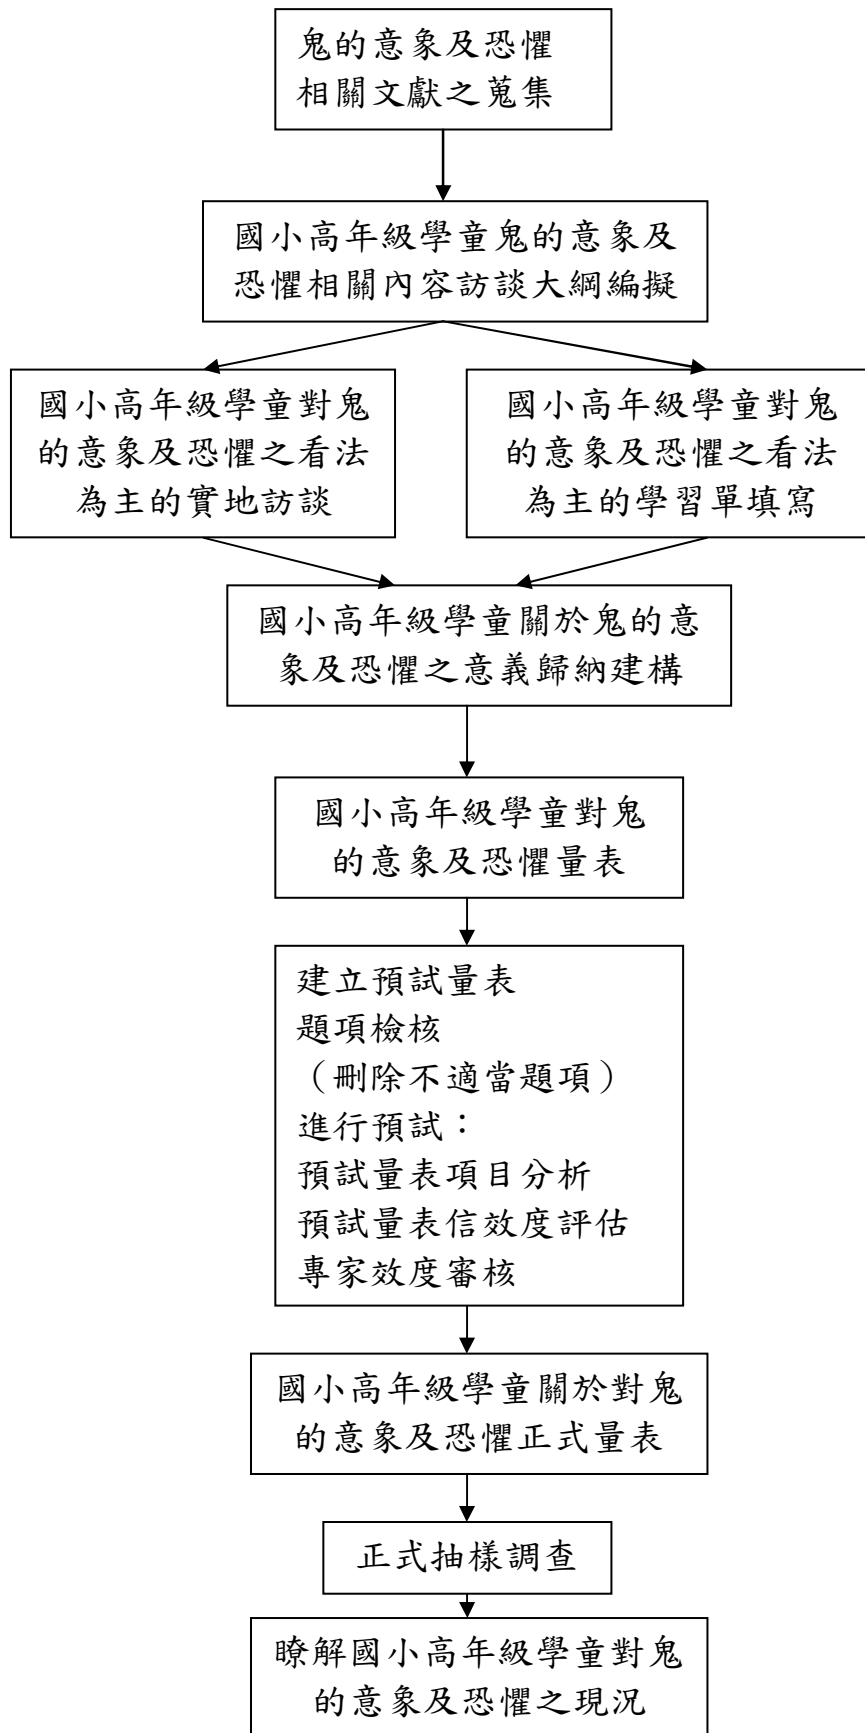 鬼的意象及恐懼
相關文獻之蒐集
國小高年級學童鬼的意象及
恐懼相關內容訪談大綱編擬
國小高年級學童對鬼
的意象及恐懼之看法
為主的實地訪談
國小高年級學童對鬼
的意象及恐懼之看法
為主的學習單填寫
國小高年級學童關於鬼的意
象及恐懼之意義歸納建構
國小高年級學童對鬼
的意象及恐懼量表
建立預試量表
題項檢核
（刪除不適當題項）
進行預試：
預試量表項目分析
預試量表信效度評估
專家效度審核
國小高年級學童關於對鬼
的意象及恐懼正式量表
正式抽樣調查
瞭解國小高年級學童對鬼
的意象及恐懼之現況